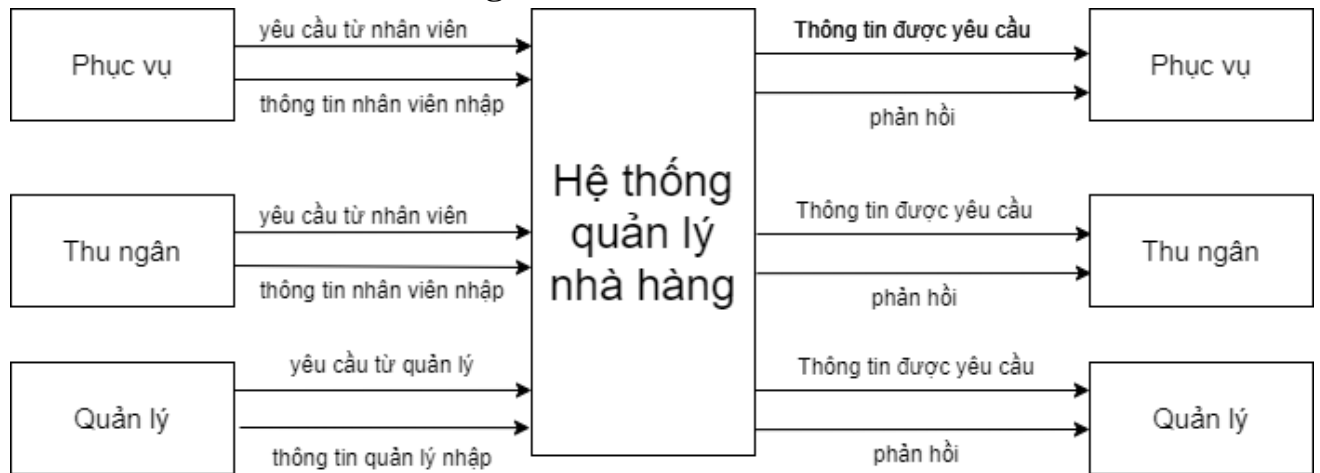 yêu cầu từ nhân viên
Thông tin được yêu cầu
Phục vụ
Phục vụ
thông tin nhân viên nhập
phản hồi
Hệ thống
quản lý
nhà hàng
yêu cầu từ nhân viên
Thông tin được yêu cầu
Thu ngân
Thu ngân
thông tin nhân viên nhập
phản hồi
yêu cầu từ quản lý
Thông tin được yêu cầu
Quản lý
Quản lý
thông tin quản lý nhập
phản hồi